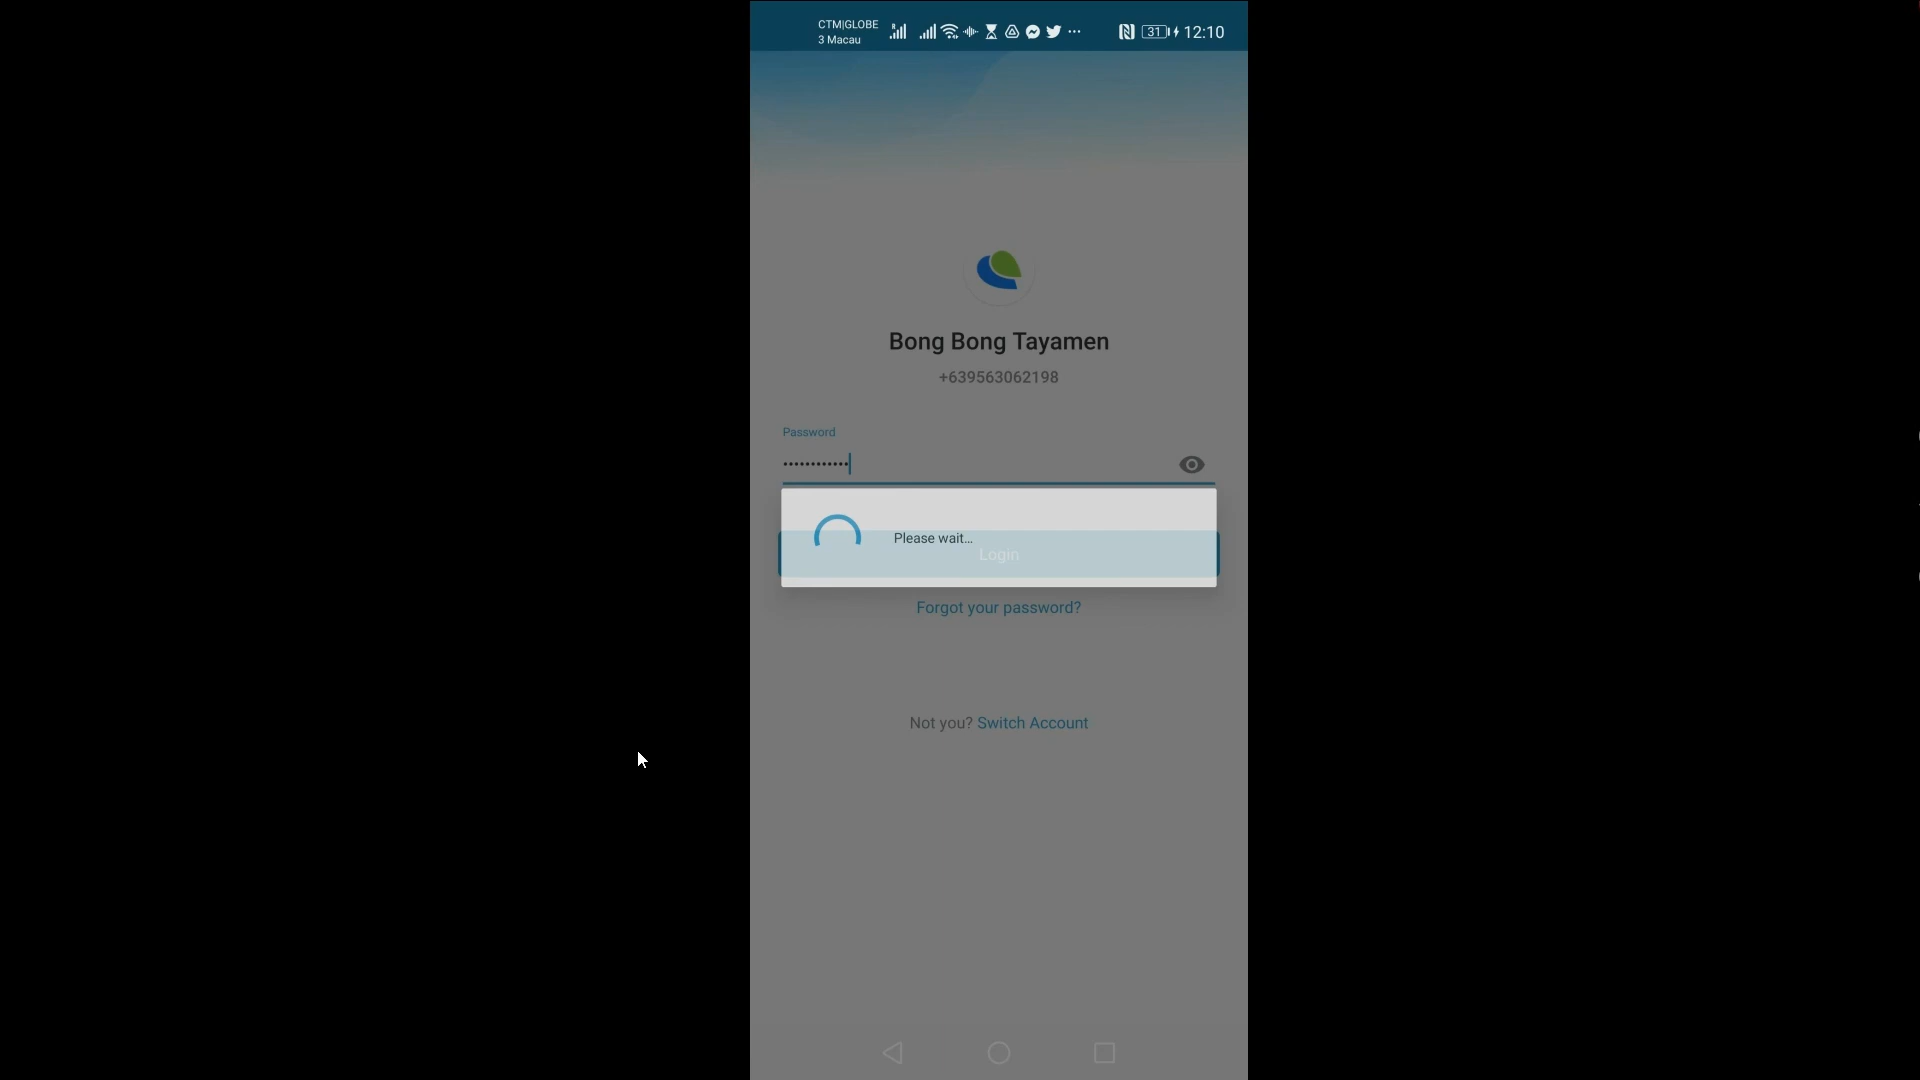 CTM|GLOBE
3 Macau
31 12:10
Bong Bong Tayamen
+639563062198
Password
••••••••••••
Please wait...
Login
Forgot your password?
Not you? Switch Account